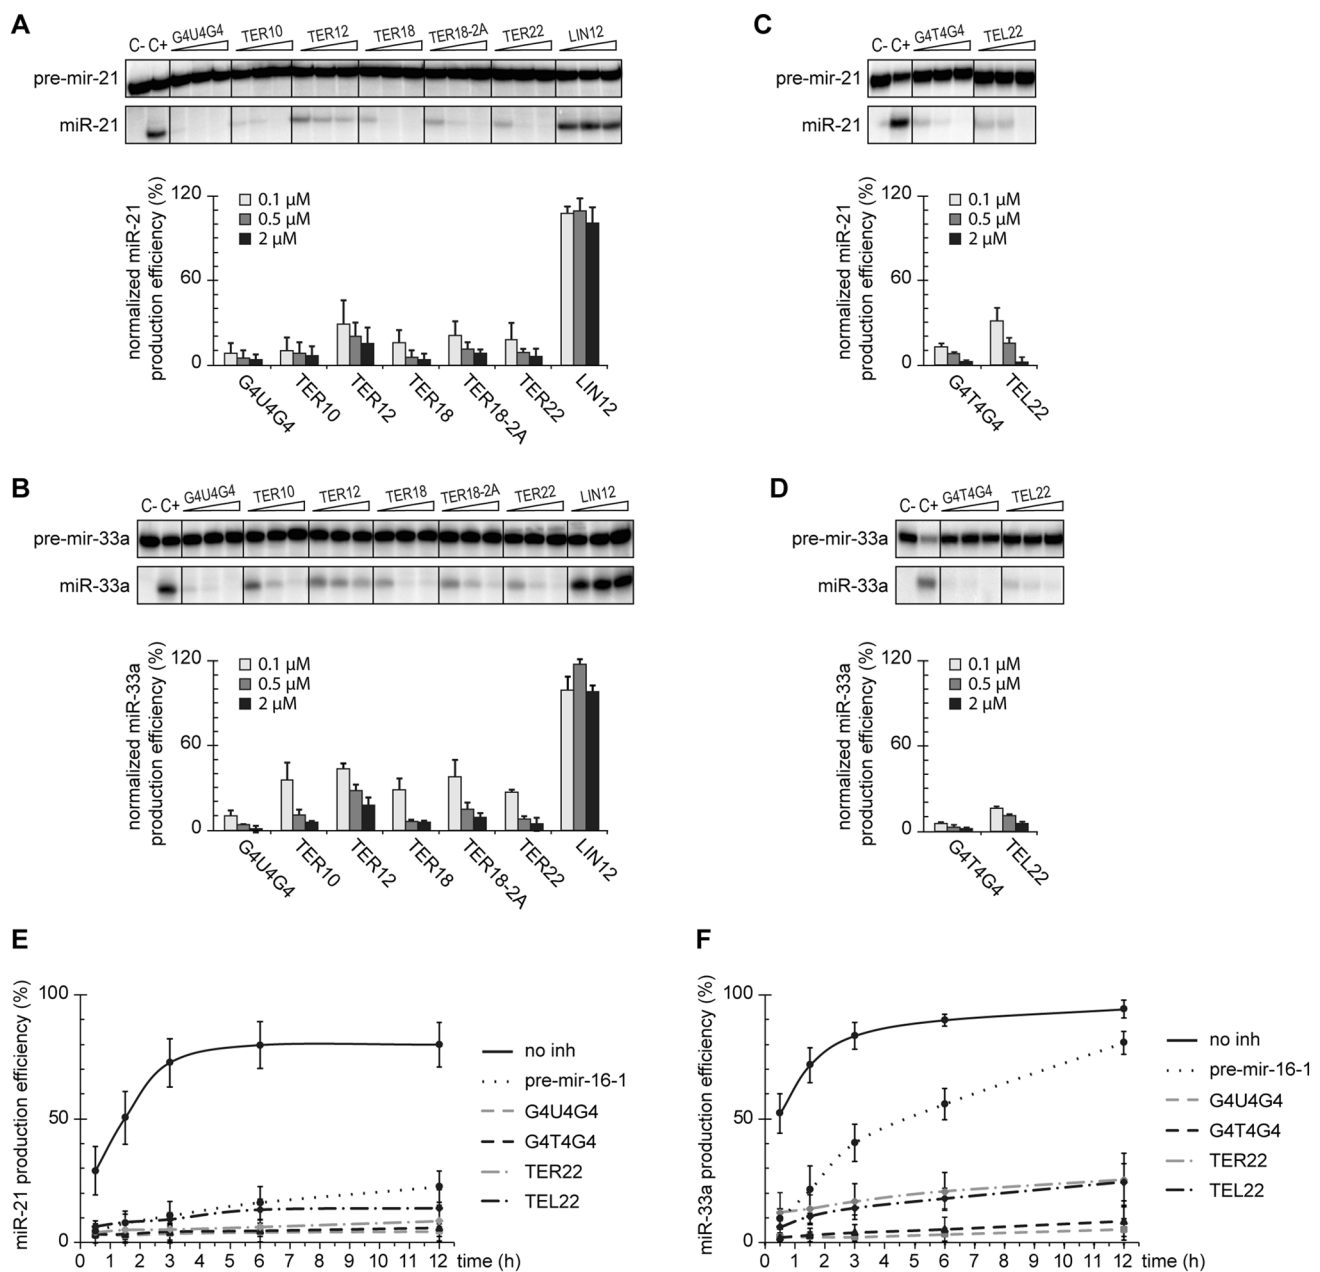 A
C- C+ G4U4G4 TER10 TER12 TER18 TER18-2A TER22 LIN12
pre-mir-21
miR-21
normalized miR-21
production efficiency (%)
120
60
0
0.1 µM
0.5 µM
2 µM
G4U4G4 TER10 TER12 TER18 TER18-2A TER22 LIN12
C
C- C+ G4T4G4 TEL22
pre-mir-21
miR-21
normalized miR-21
production efficiency (%)
120
60
0
0.1 µM
0.5 µM
2 µM
G4T4G4 TEL22
B
C- C+ G4U4G4 TER10 TER12 TER18 TER18-2A TER22 LIN12
pre-mir-33a
miR-33a
normalized miR-33a
production efficiency (%)
120
60
0
0.1 µM
0.5 µM
2 µM
G4U4G4 TER10 TER12 TER18 TER18-2A TER22 LIN12
D
C- C+ G4T4G4 TEL22
pre-mir-33a
miR-33a
normalized miR-33a
production efficiency (%)
120
60
0
0.1 µM
0.5 µM
2 µM
G4T4G4 TEL22
E
miR-21 production efficiency (%)
100
50
0
0 1 2 3 4 5 6 7 8 9 10 11 12 time (h)
no inh
pre-mir-16-1
G4U4G4
G4T4G4
TER22
TEL22
F
miR-33a production efficiency (%)
100
50
0
0 1 2 3 4 5 6 7 8 9 10 11 12 time (h)
no inh
pre-mir-16-1
G4U4G4
G4T4G4
TER22
TEL22